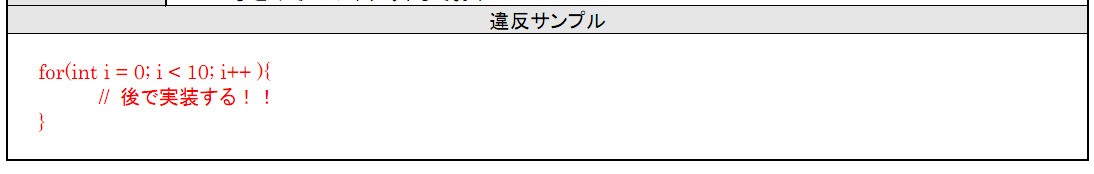 違反サンプル
for(int i = 0; i < 10; i++ ){
// 後で実装する！！
}